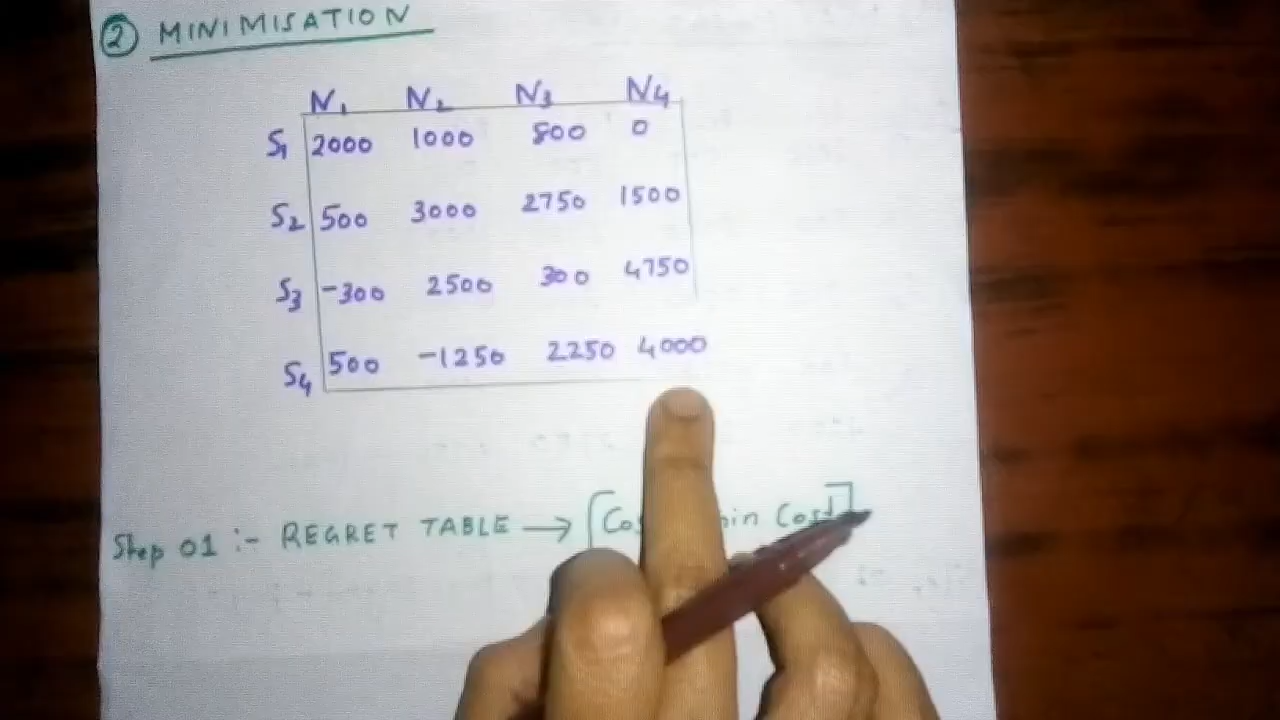 ② MINIMISATION
N1 N2 N3 N4
S1 2000 1000 800 0
S2 500 3000 2750 1500
S3 -300 2500 300 4750
S4 500 -1250 2250 4000
Step 01 :- REGRET TABLE → [ Cost]